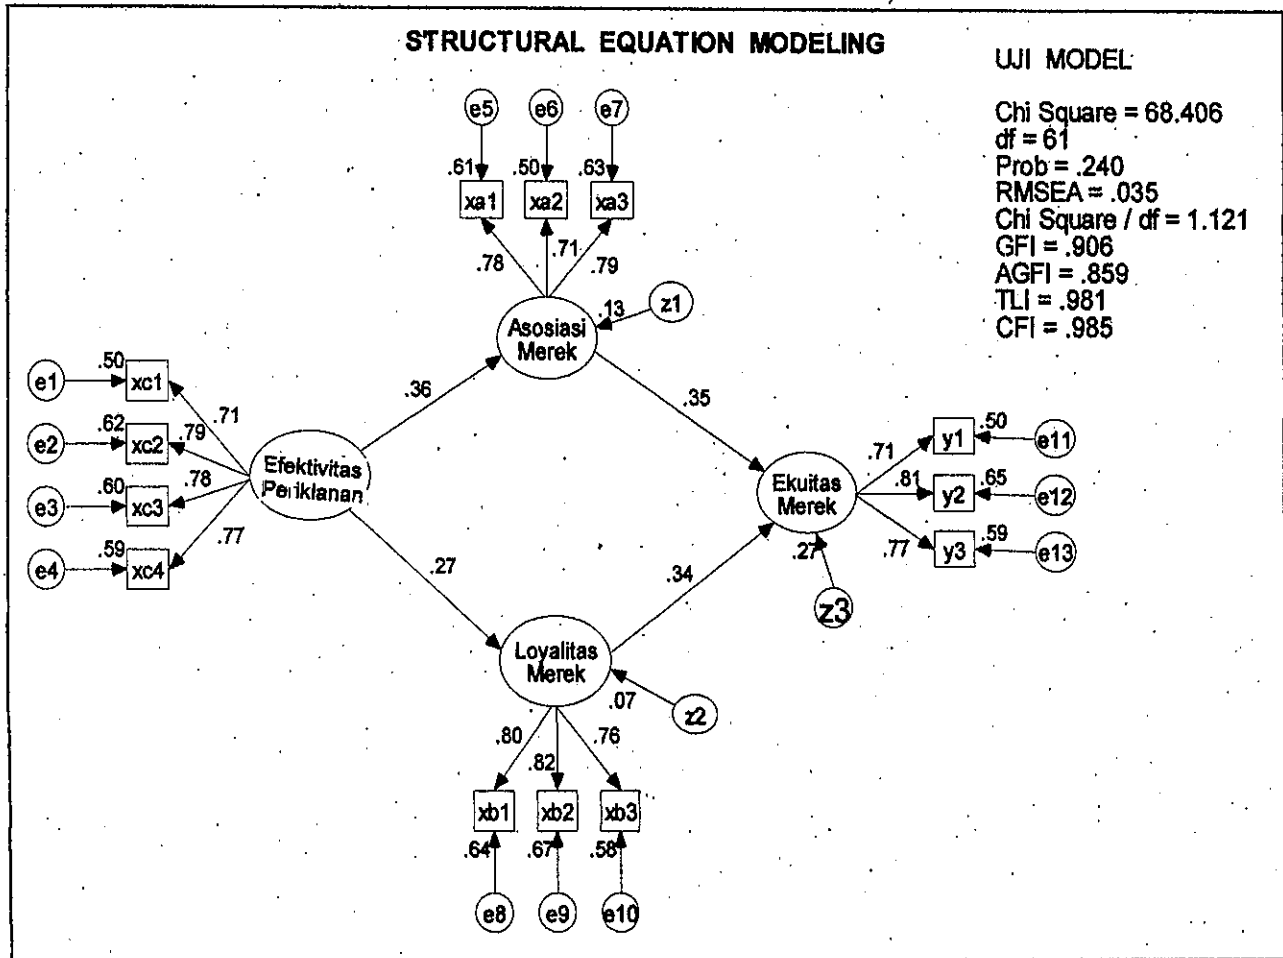 STRUCTURAL EQUATION MODELING
UJI MODEL
Chi Square = 68.406
df = 61
Prob = .240
RMSEA = .035
Chi Square / df = 1.121
GFI = .906
AGFI = .859
TLI = .981
CFI = .985
e5 e6 e7
.61 .50 .63
xa1 xa2 xa3
.78 .71 .79
.13 z1
Asosiasi
Merek
.36 .35
e1 .50 xc1 .71
e2 .62 xc2 .79
e3 .60 xc3 .78
e4 .59 xc4 .77
Efektivitas
Periklanan
Ekuitas
Merek
.71 y1 .50 e11
.81 y2 .65 e12
.77 y3 .59 e13
.27
z3
.27 .34
Loyalitas
Merek
.07 z2
.80 .82 .76
xb1 xb2 xb3
.64 .67 .58
e8 e9 e10